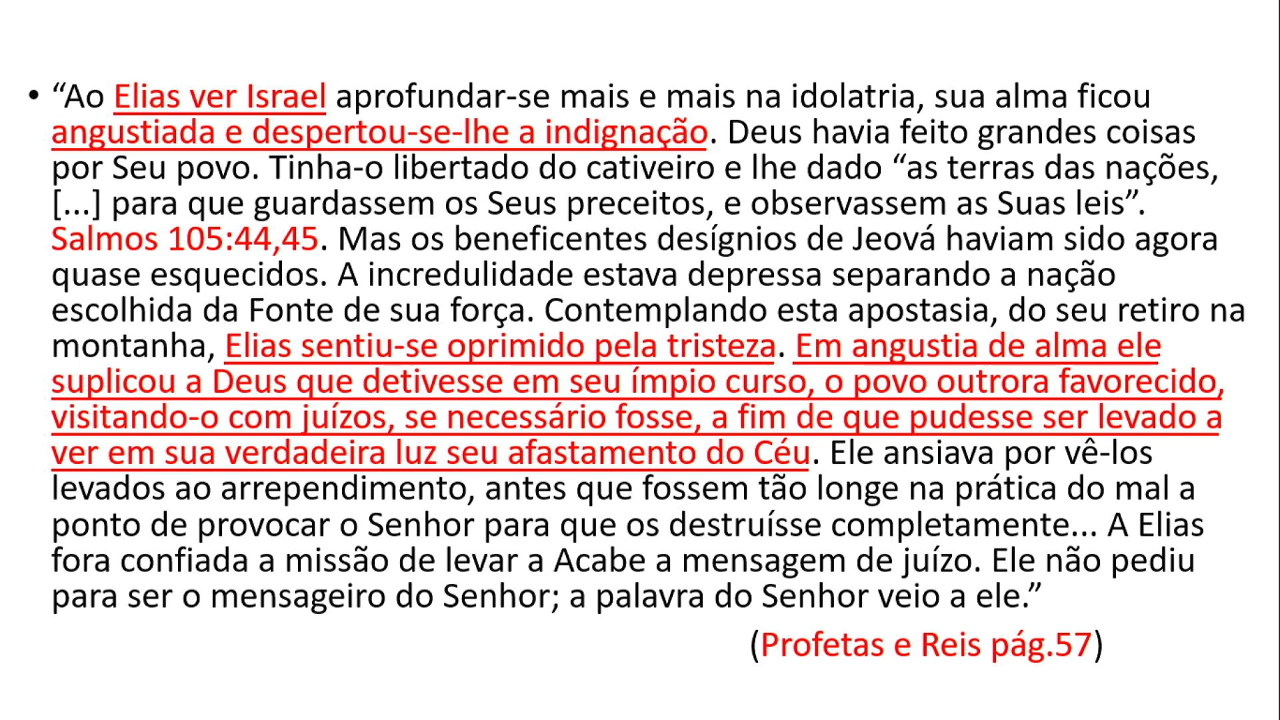 • “Ao Elias ver Israel aprofundar-se mais e mais na idolatria, sua alma ficou
angustiada e despertou-se-lhe a indignação. Deus havia feito grandes coisas
por Seu povo. Tinha-o libertado do cativeiro e lhe dado “as terras das nações,
[...] para que guardassem os Seus preceitos, e observassem as Suas leis”.
Salmos 105:44,45. Mas os beneficentes desígnios de Jeová haviam sido agora
quase esquecidos. A incredulidade estava depressa separando a nação
escolhida da Fonte de sua força. Contemplando esta apostasia, do seu retiro na
montanha, Elias sentiu-se oprimido pela tristeza. Em angustia de alma ele
suplicou a Deus que detivesse em seu ímpio curso, o povo outrora favorecido,
visitando-o com juízos, se necessário fosse, a fim de que pudesse ser levado a
ver em sua verdadeira luz seu afastamento do Céu. Ele ansiava por vê-los
levados ao arrependimento, antes que fossem tão longe na prática do mal a
ponto de provocar o Senhor para que os destruísse completamente... A Elias
fora confiada a missão de levar a Acabe a mensagem de juízo. Ele não pediu
para ser o mensageiro do Senhor; a palavra do Senhor veio a ele.”
(Profetas e Reis pág.57)